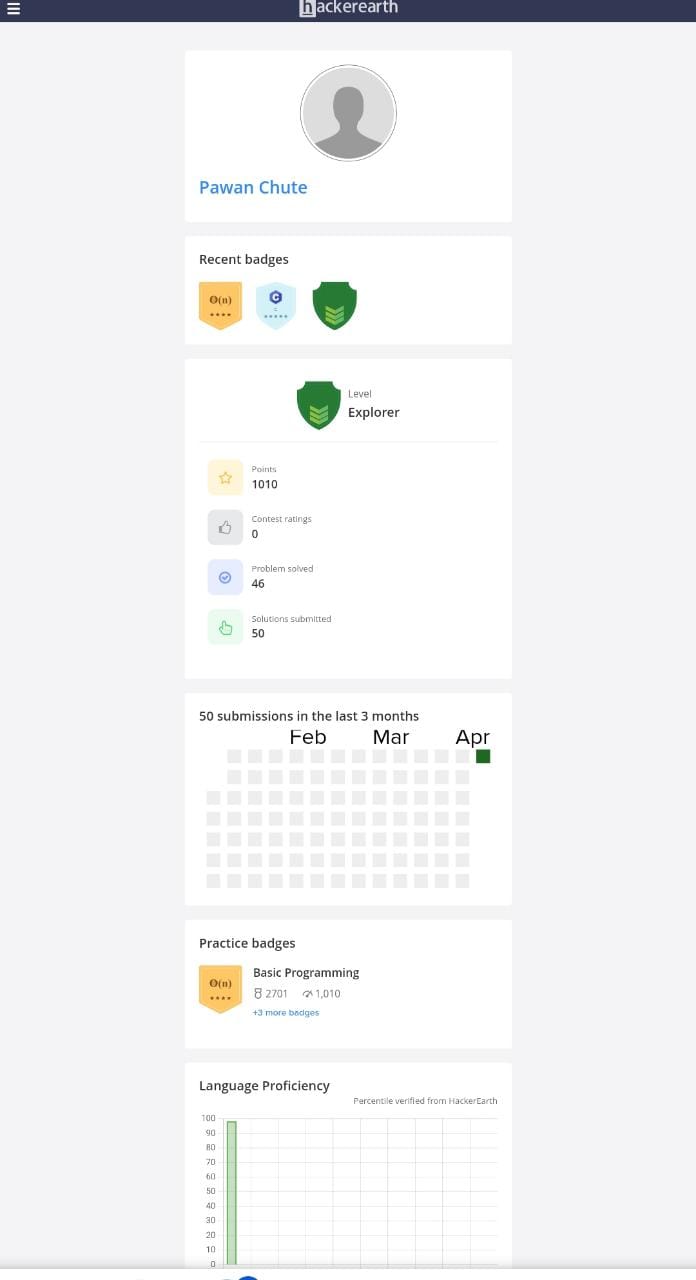 hackerearth
Pawan Chute
Recent badges
Θ(n)
C
Level
Explorer
Points
1010
Contest ratings
0
Problem solved
46
Solutions submitted
50
50 submissions in the last 3 months
Feb Mar Apr
Practice badges
Θ(n)
Basic Programming
2701 1,010
+3 more badges
Language Proficiency
Percentile verified from HackerEarth
100
90
80
70
60
50
40
30
20
10
0